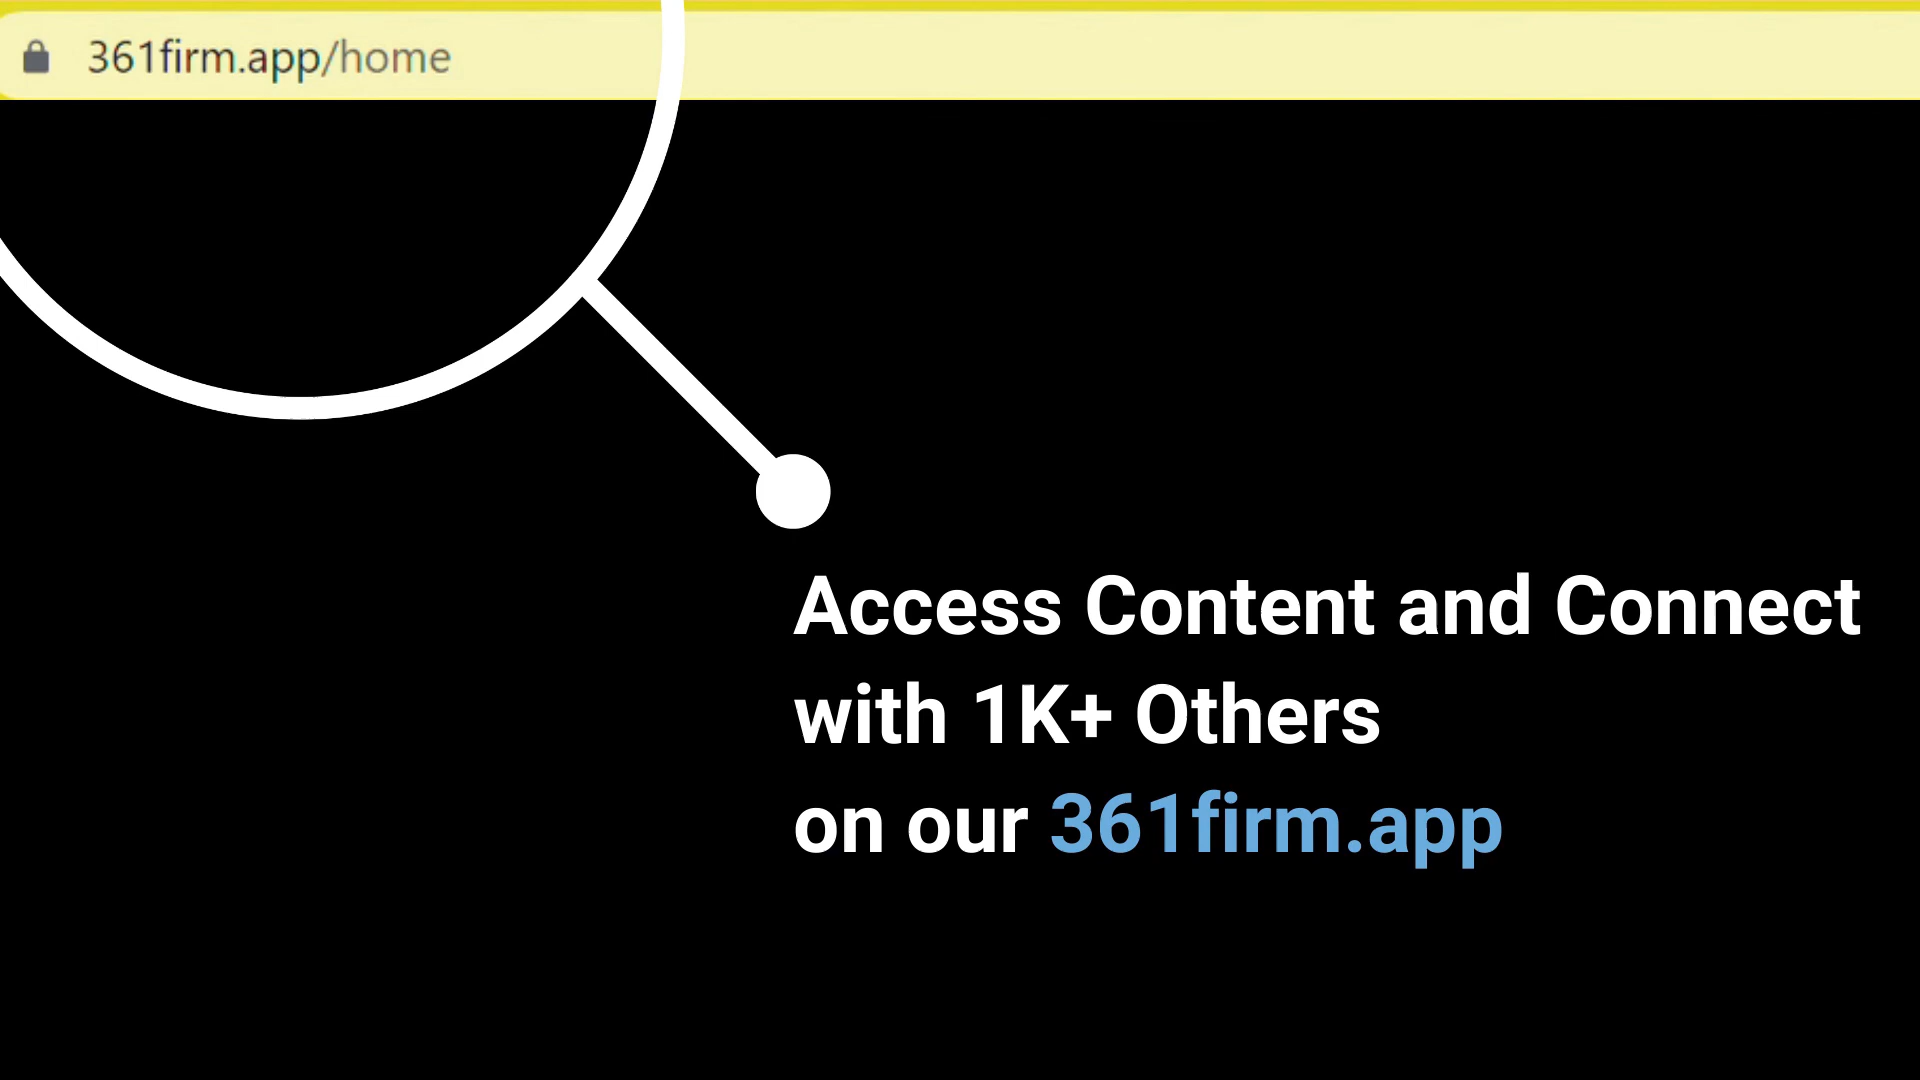 361firm.app/home
Access Content and Connect
with 1K+ Others
on our 361firm.app